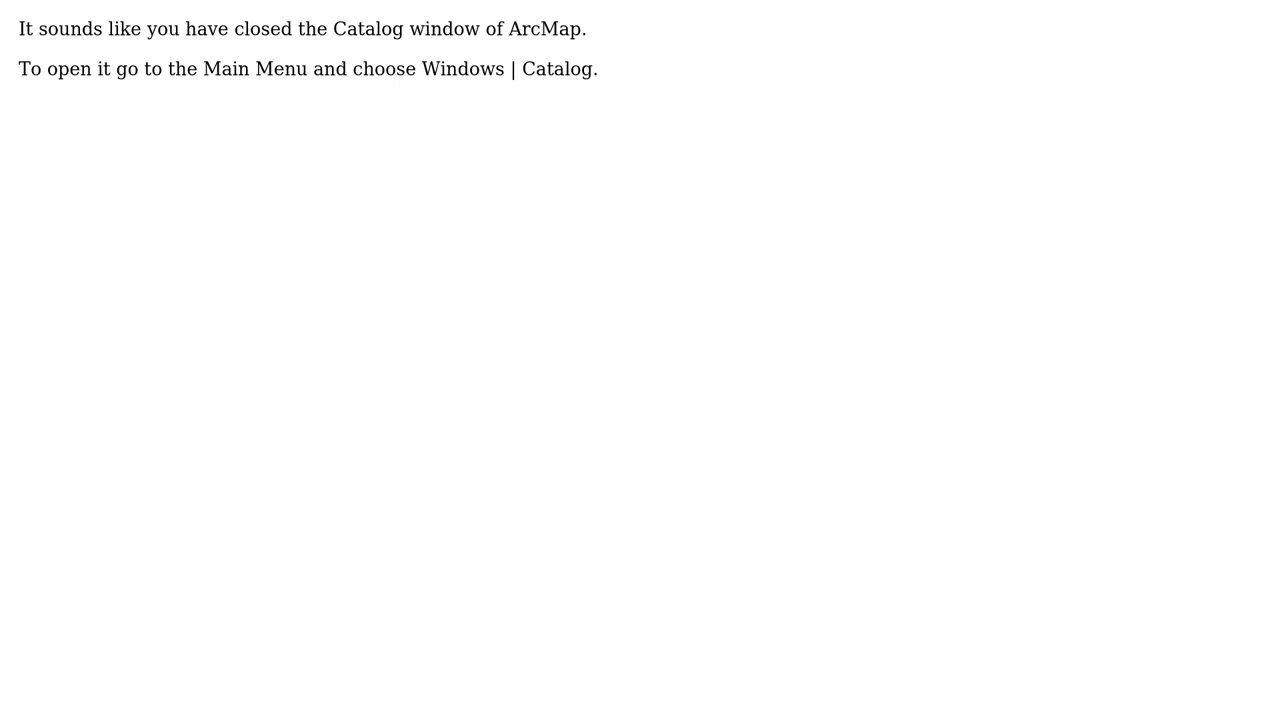 It sounds like you have closed the Catalog window of ArcMap.
To open it go to the Main Menu and choose Windows | Catalog.